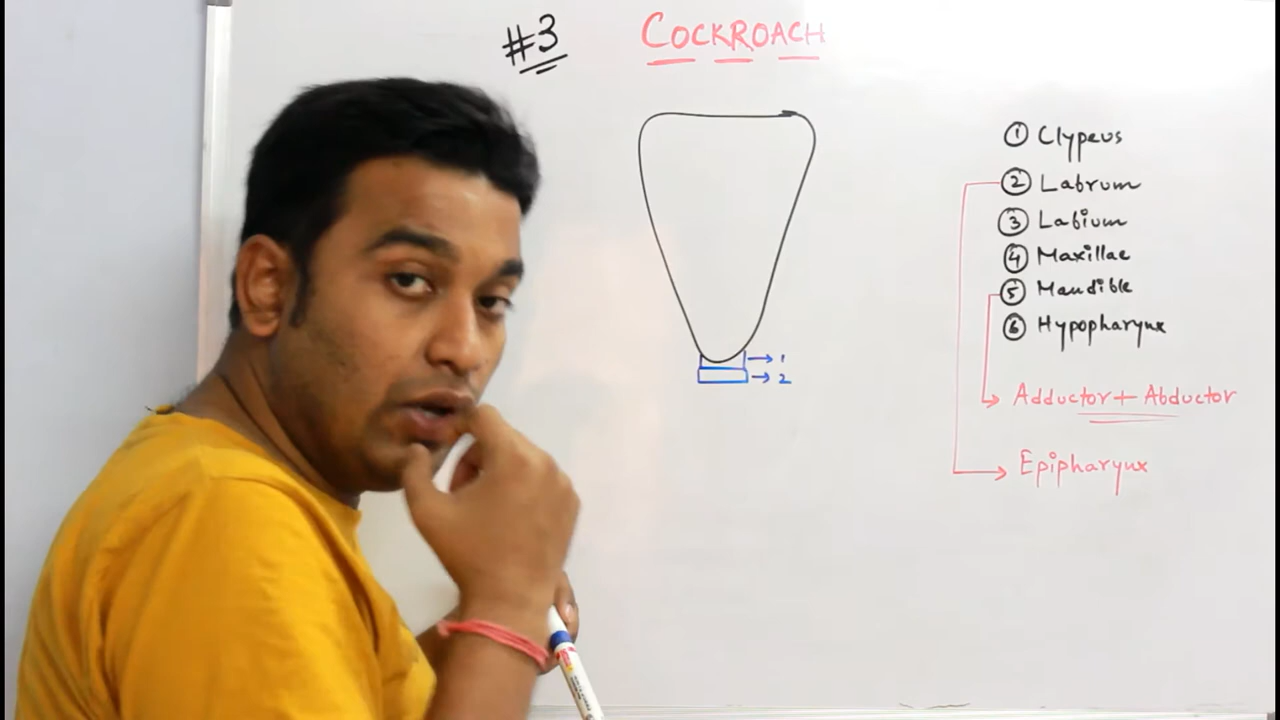 #3
COCKROACH
① Clypeus
② Labrum
③ Labium
④ Maxillae
⑤ Mandible
⑥ Hypopharynx
→ 1
→ 2
Adductor + Abductor
Epipharynx